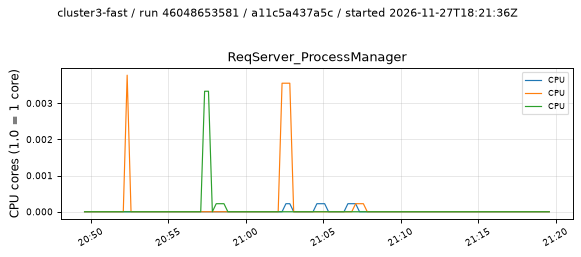 cluster3-fast / run 46048653581 / a11c5a437a5c / started 2026-11-27T18:21:36Z
ReqServer_ProcessManager
CPU cores (1.0 = 1 core)
0.003
0.002
0.001
0.000
CPU
CPU
CPU
20:50
20:55
21:00
21:05
21:10
21:15
21:20